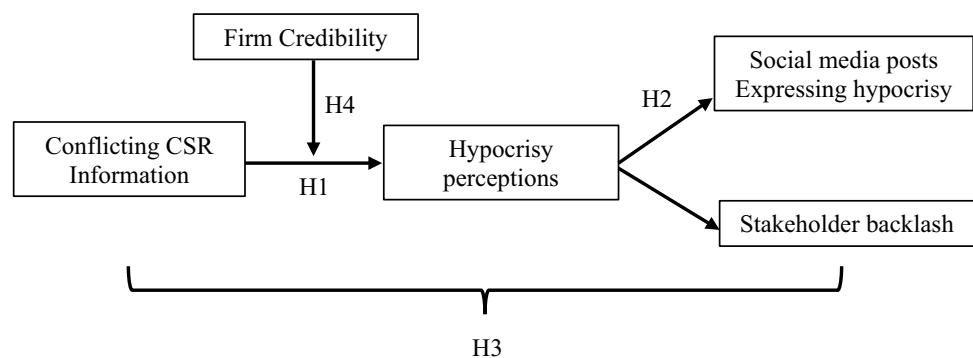 Firm Credibility
H4
Conflicting CSR
Information
H1
Hypocrisy
perceptions
H2
Social media posts
Expressing hypocrisy
Stakeholder backlash
H3